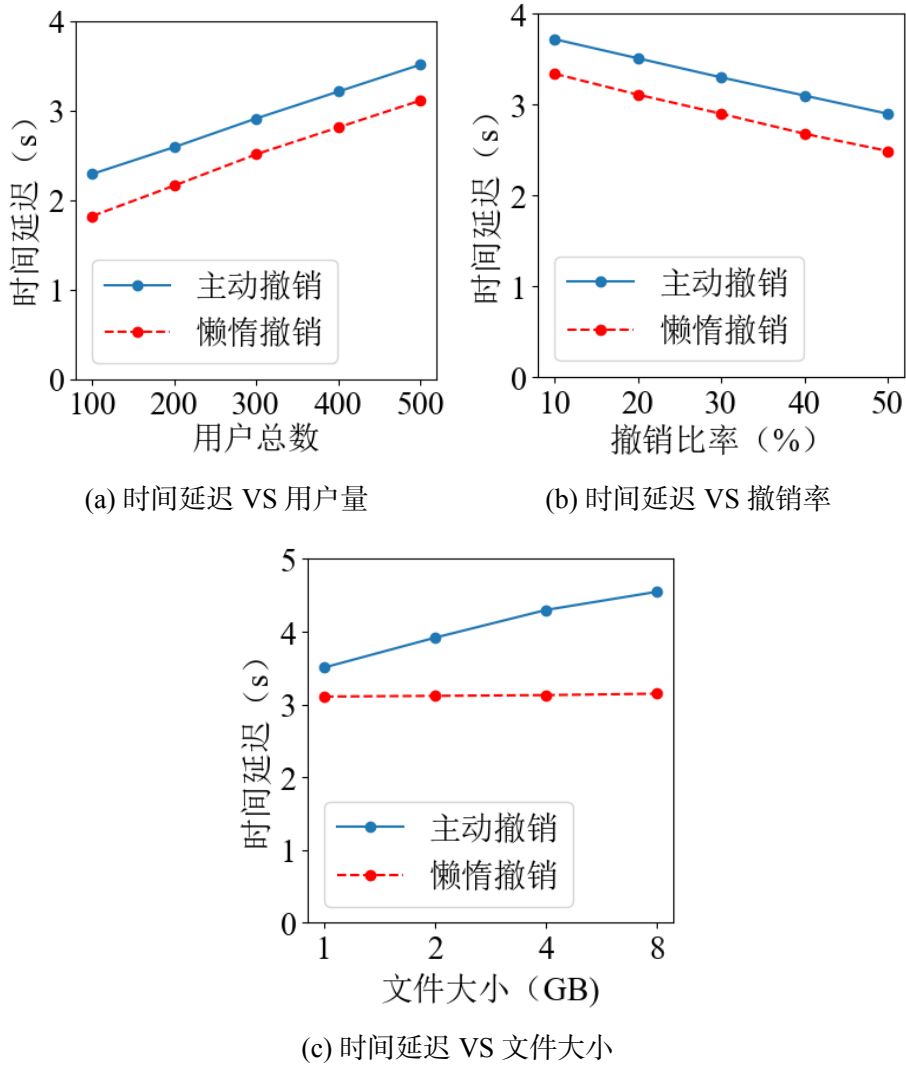 4
3
2
1
0
时间延迟（s）
主动撤销
懒惰撤销
100 200 300 400 500
用户总数
(a) 时间延迟 VS 用户量
4
3
2
1
0
时间延迟（s）
主动撤销
懒惰撤销
10 20 30 40 50
撤销比率（%）
(b) 时间延迟 VS 撤销率
5
4
3
2
1
0
时间延迟（s）
主动撤销
懒惰撤销
1 2 4 8
文件大小（GB)
(c) 时间延迟 VS 文件大小